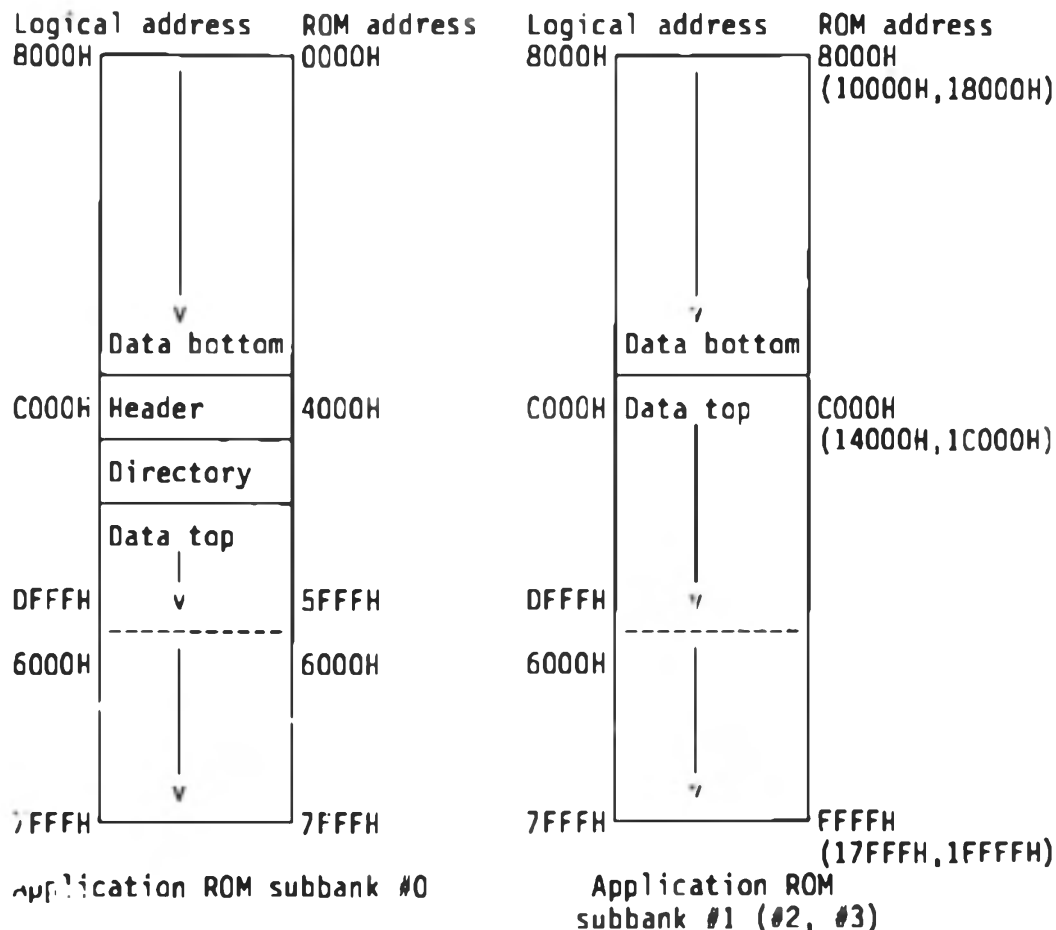 Logical address ROM address
8000H 0000H
Data bottom
C000H Header 4000H
Directory
Data top
DFFFH 5FFFH
6000H 6000H
7FFFH 7FFFH
Application ROM subbank #0
Logical address ROM address
8000H 8000H
(10000H,18000H)
Data bottom
C000H Data top C000H
(14000H,1C000H)
DFFFH
6000H
7FFFH FFFFH
(17FFFH,1FFFFH)
Application ROM
subbank #1 (#2, #3)